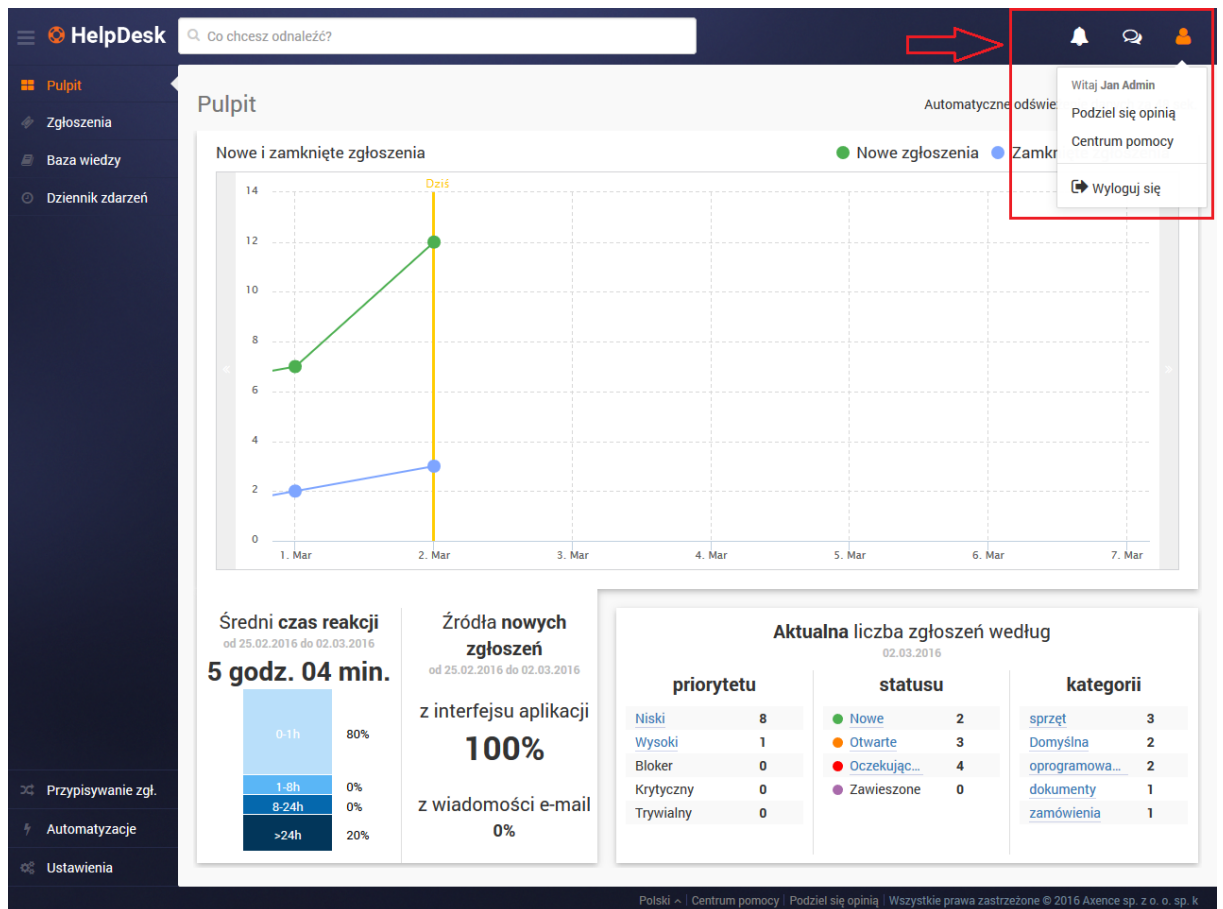 HelpDesk
Co chcesz odnaleźć?
Witaj Jan Admin
Podziel się opinią
Centrum pomocy
Wyloguj się
Pulpit
Zgłoszenia
Baza wiedzy
Dziennik zdarzeń
Przypisywanie zgł.
Automatyzacje
Ustawienia
Pulpit
Automatyczne odświe
Nowe i zamknięte zgłoszenia
Nowe zgłoszenia
Zamkn
Dziś
14
12
10
8
6
4
2
0
1. Mar
2. Mar
3. Mar
4. Mar
5. Mar
6. Mar
7. Mar
Średni czas reakcji
od 25.02.2016 do 02.03.2016
5 godz. 04 min.
0-1h 80%
1-8h 0%
8-24h 0%
>24h 20%
Źródła nowych
zgłoszeń
od 25.02.2016 do 02.03.2016
z interfejsu aplikacji
100%
z wiadomości e-mail
0%
Aktualna liczba zgłoszeń według
02.03.2016
priorytetu
Niski 8
Wysoki 1
Bloker 0
Krytyczny 0
Trywialny 0
statusu
Nowe 2
Otwarte 3
Oczekując... 4
Zawieszone 0
kategorii
sprzęt 3
Domyślna 2
oprogramowa... 2
dokumenty 1
zamówienia 1
Polski | Centrum pomocy | Podziel się opinią | Wszystkie prawa zastrzeżone © 2016 Axence sp. z o. o. sp. k